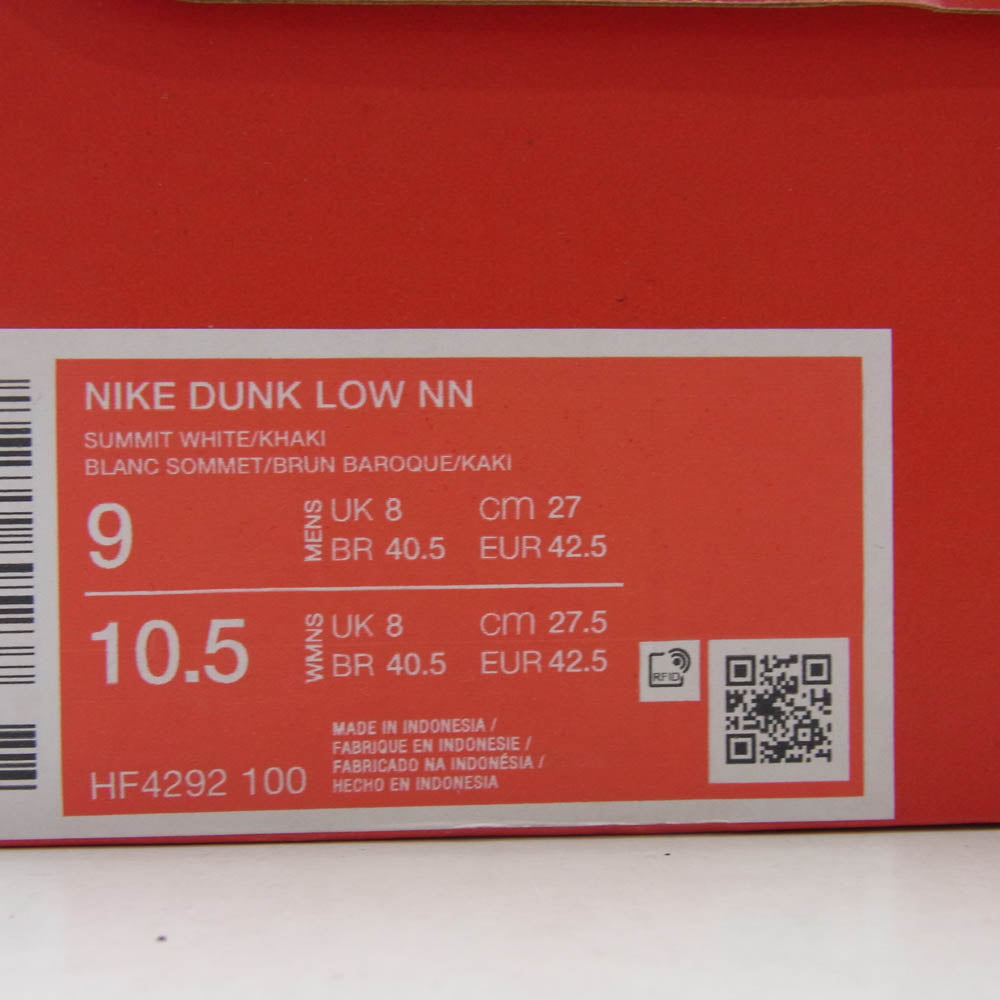 NIKE DUNK LOW NN
SUMMIT WHITE/KHAKI
BLANC SOMMET/BRUN BAROQUE/KAKI
9 MENS UK 8 cm 27
BR 40.5 EUR 42.5
10.5 WMNS UK 8 cm 27.5
BR 40.5 EUR 42.5
RFID
MADE IN INDONESIA /
FABRIQUE EN INDONESIE /
FABRICADO NA INDONÉSIA /
HECHO EN INDONESIA
HF4292 100